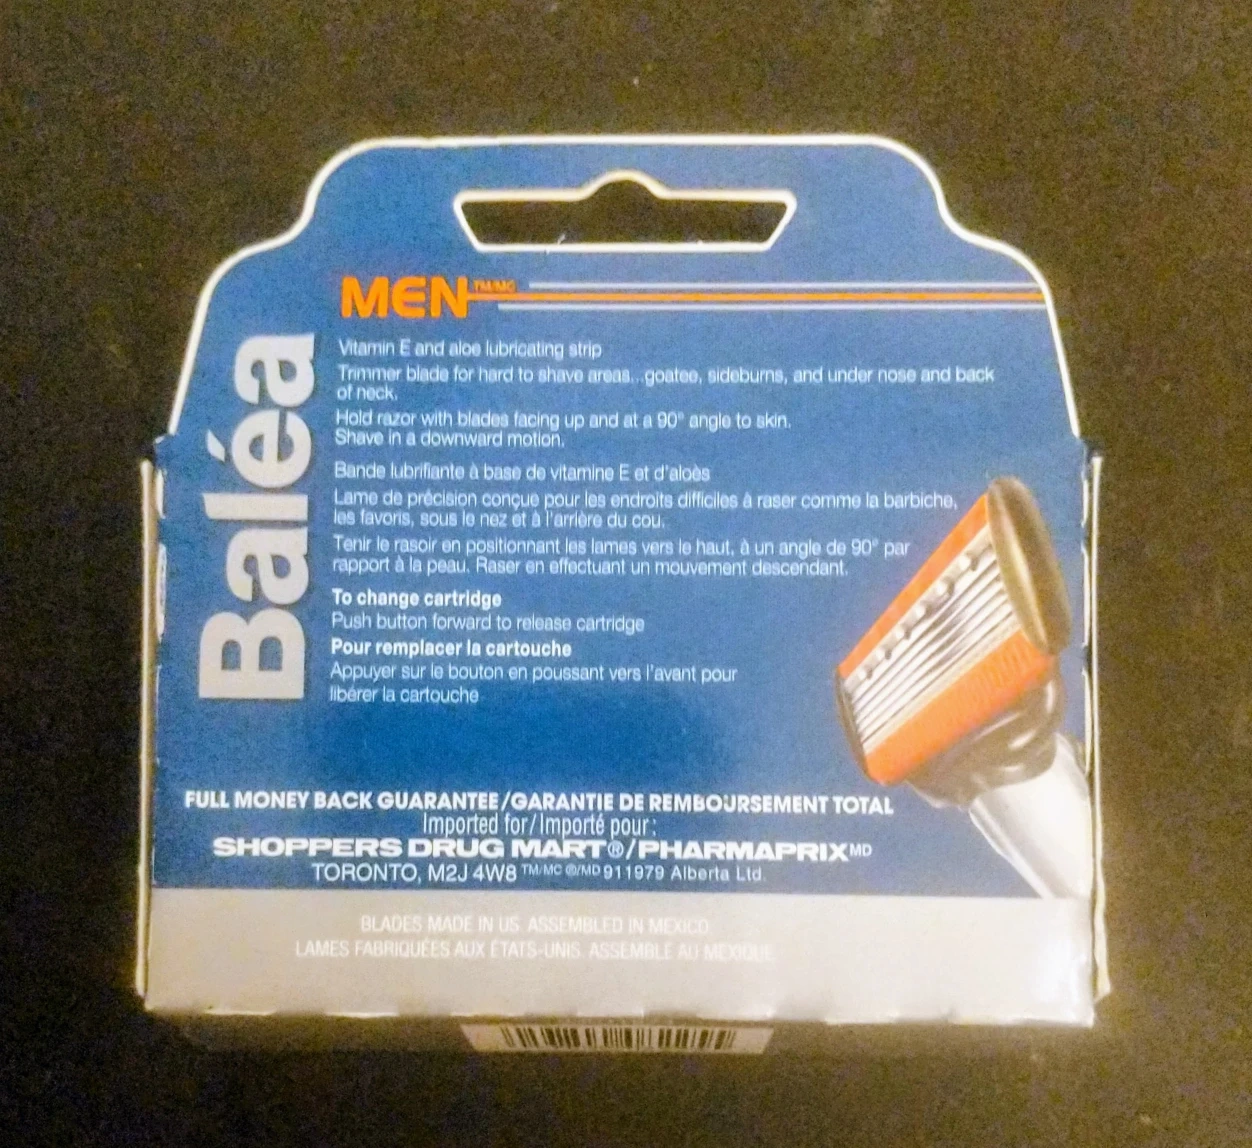 MEN TM/MC
Baléa
Vitamin E and aloe lubricating strip
Trimmer blade for hard to shave areas...goatee, sideburns, and under nose and back
of neck.
Hold razor with blades facing up and at a 90° angle to skin.
Shave in a downward motion.
Bande lubrifiante à base de vitamine E et d'aloès
Lame de précision conçue pour les endroits difficiles à raser comme la barbiche,
les favoris, sous le nez et à l'arrière du cou.
Tenir le rasoir en positionnant les lames vers le haut, à un angle de 90° par
rapport à la peau. Raser en effectuant un mouvement descendant.
To change cartridge
Push button forward to release cartridge
Pour remplacer la cartouche
Appuyer sur le bouton en poussant vers l'avant pour
libérer la cartouche
FULL MONEY BACK GUARANTEE/GARANTIE DE REMBOURSEMENT TOTAL
Imported for/Importé pour:
SHOPPERS DRUG MART®/PHARMAPRIX MD
TORONTO, M2J 4W8 TM/MC ®/MD 911979 Alberta Ltd.
BLADES MADE IN US. ASSEMBLED IN MEXICO
LAMES FABRIQUÉES AUX ÉTATS-UNIS. ASSEMBLÉ AU MEXIQUE